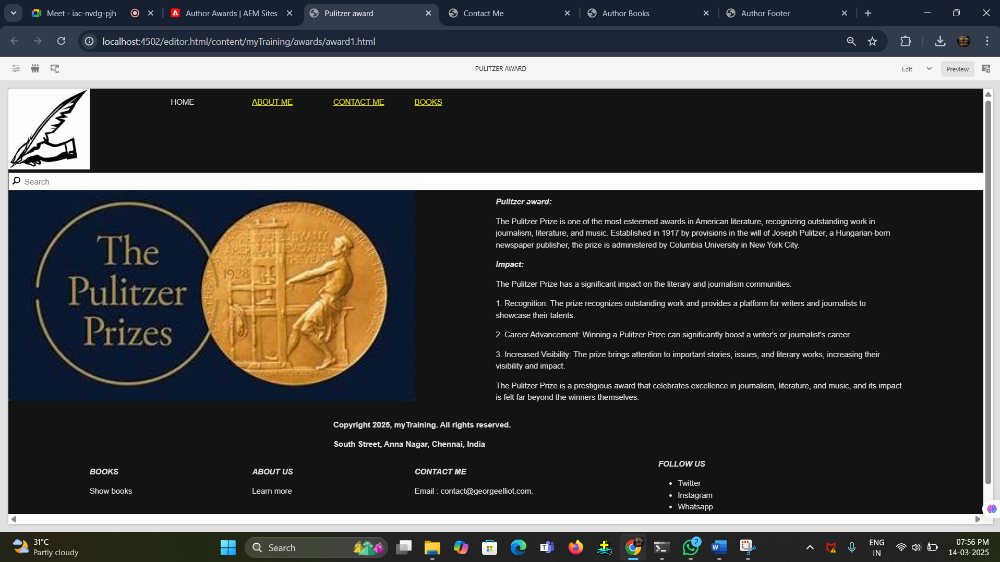 Meet - iac-nvdg-pjh
Author Awards | AEM Sites
Pulitzer award
Contact Me
Author Books
Author Footer
localhost:4502/editor.html/content/myTraining/awards/award1.html
PULITZER AWARD
Edit
Preview
HOME
ABOUT ME
CONTACT ME
BOOKS
Search
The
Pulitzer
Prizes
1928
Pulitzer award:
The Pulitzer Prize is one of the most esteemed awards in American literature, recognizing outstanding work in
journalism, literature, and music. Established in 1917 by provisions in the will of Joseph Pulitzer, a Hungarian-born
newspaper publisher, the prize is administered by Columbia University in New York City.
Impact:
The Pulitzer Prize has a significant impact on the literary and journalism communities:
1. Recognition: The prize recognizes outstanding work and provides a platform for writers and journalists to
showcase their talents.
2. Career Advancement: Winning a Pulitzer Prize can significantly boost a writer's or journalist's career.
3. Increased Visibility: The prize brings attention to important stories, issues, and literary works, increasing their
visibility and impact.
The Pulitzer Prize is a prestigious award that celebrates excellence in journalism, literature, and music, and its impact
is felt far beyond the winners themselves.
Copyright 2025, myTraining. All rights reserved.
South Street, Anna Nagar, Chennai, India
BOOKS
Show books
ABOUT US
Learn more
CONTACT ME
Email : contact@georgeelliot.com.
FOLLOW US
• Twitter
• Instagram
• Whatsapp
31°C
Partly cloudy
Search
2
ENG
IN
07:56 PM
14-03-2025